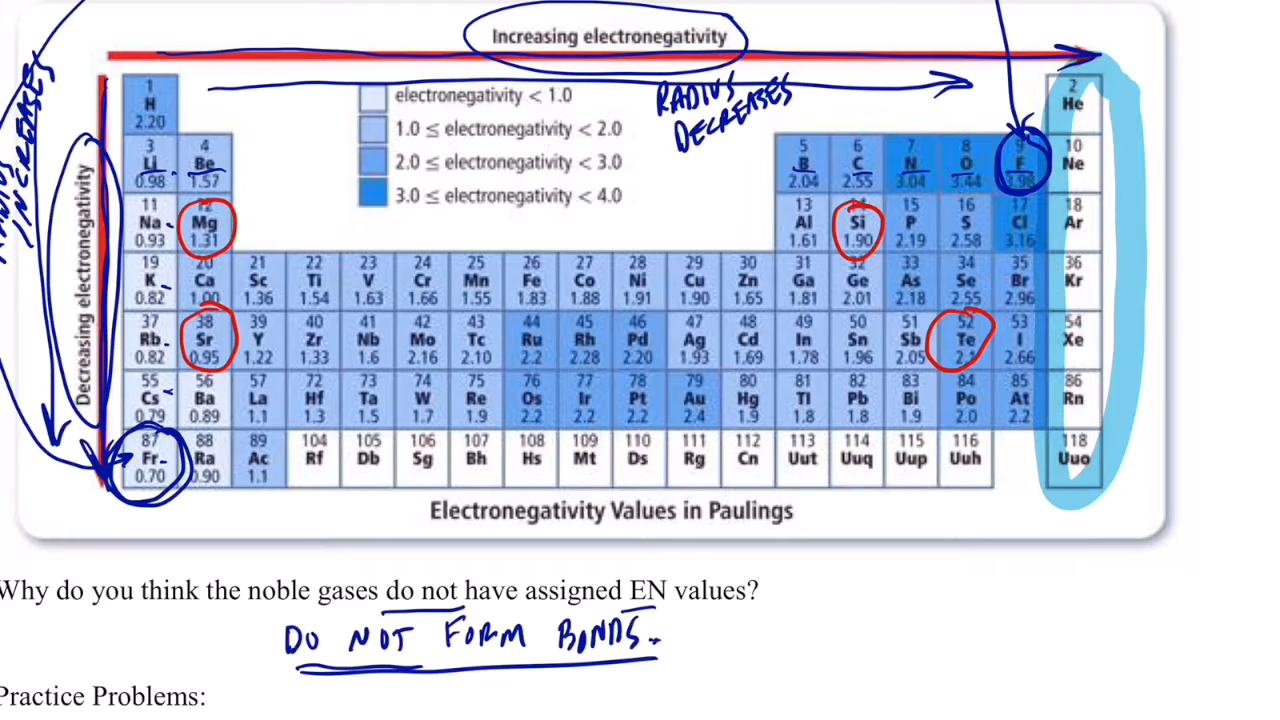 Increasing electronegativity
RADIUS INCREASES
Decreasing electronegativity
RADIUS DECREASES
electronegativity < 1.0
1.0 ≤ electronegativity < 2.0
2.0 ≤ electronegativity < 3.0
3.0 ≤ electronegativity < 4.0
1 2
H He
2.20
3 4 5 6 7 8 9 10
Li Be B C N O F Ne
0.98 1.57 2.04 2.55 3.04 3.44 3.98
11 12 13 14 15 16 17 18
Na Mg Al Si P S Cl Ar
0.93 1.31 1.61 1.90 2.19 2.58 3.16
19 20 21 22 23 24 25 26 27 28 29 30 31 32 33 34 35 36
K Ca Sc Ti V Cr Mn Fe Co Ni Cu Zn Ga Ge As Se Br Kr
0.82 1.00 1.36 1.54 1.63 1.66 1.55 1.83 1.88 1.91 1.90 1.65 1.81 2.01 2.18 2.55 2.96
37 38 39 40 41 42 43 44 45 46 47 48 49 50 51 52 53 54
Rb Sr Y Zr Nb Mo Tc Ru Rh Pd Ag Cd In Sn Sb Te I Xe
0.82 0.95 1.22 1.33 1.6 2.16 2.10 2.2 2.28 2.20 1.93 1.69 1.78 1.96 2.05 2.1 2.66
55 56 57 72 73 74 75 76 77 78 79 80 81 82 83 84 85 86
Cs Ba La Hf Ta W Re Os Ir Pt Au Hg Tl Pb Bi Po At Rn
0.79 0.89 1.1 1.3 1.5 1.7 1.9 2.2 2.2 2.2 2.4 1.9 1.8 1.8 1.9 2.0 2.2
87 88 89 104 105 106 107 108 109 110 111 112 113 114 115 116 118
Fr Ra Ac Rf Db Sg Bh Hs Mt Ds Rg Cn Uut Uuq Uup Uuh Uuo
0.70 0.90 1.1
Electronegativity Values in Paulings
Why do you think the noble gases do not have assigned EN values?
DO NOT FORM BONDS.
Practice Problems: